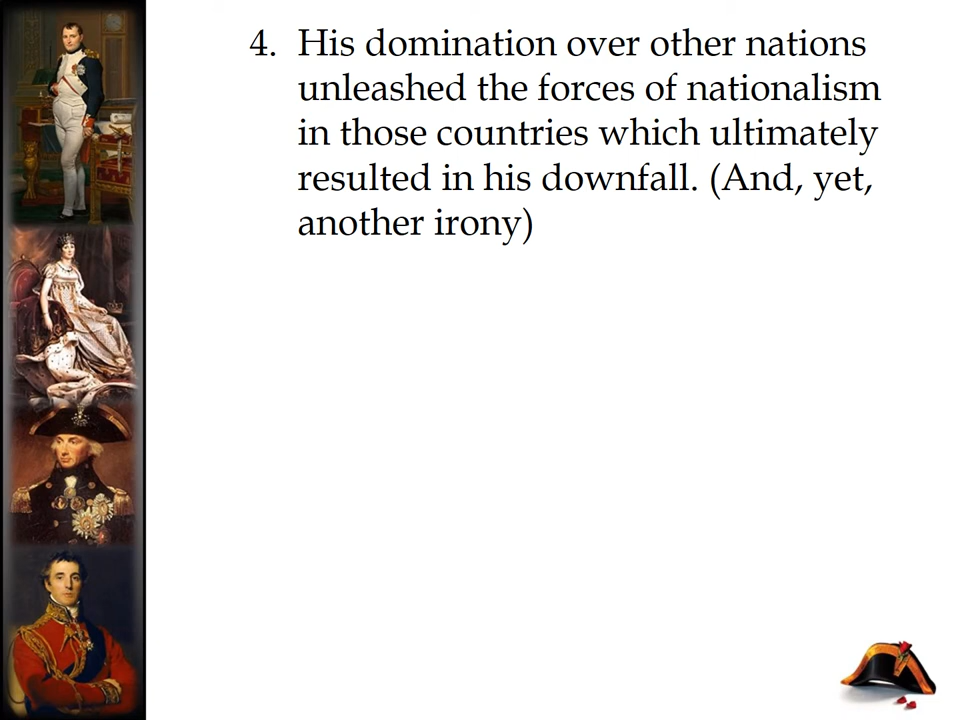 4. His domination over other nations
unleashed the forces of nationalism
in those countries which ultimately
resulted in his downfall. (And, yet,
another irony)